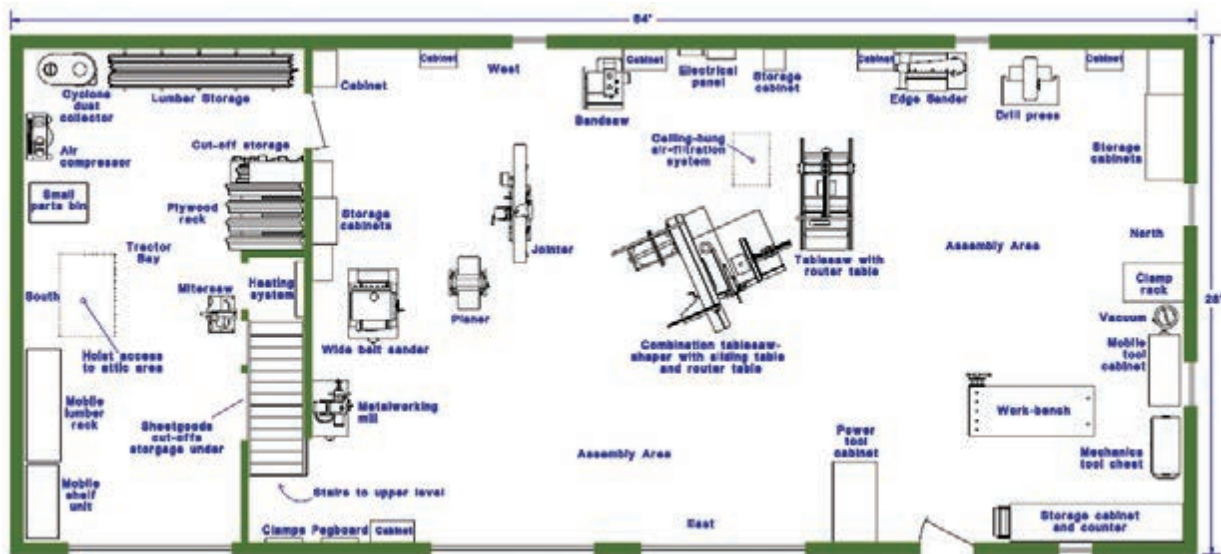 64'
Cabinet
West
Cabinet
Electrical
panel
Storage
cabinet
Cabinet
Cabinet
Cyclone
dust
collector
Lumber Storage
Cabinet
Bandsaw
Edge Sander
Drill press
Air
compressor
Cut-off storage
Ceiling-hung
air-filtration
system
Storage
cabinets
Small
parts bin
Plywood
rack
Storage
cabinets
Jointer
Assembly Area
North
Tractor
Bay
Tablesaw with
router table
South
Mitersaw
Heating
system
Planer
Clamp
rack
28'
Vacuum
Hoist access
to attic area
Wide belt sander
Combination tablesaw-
shaper with sliding table
and router table
Mobile
tool
cabinet
Mobile
lumber
rack
Sheetgoods
cut-offs
storgage under
Metalworking
mill
Work-bench
Power
tool
cabinet
Assembly Area
Mechanics
tool chest
Mobile
shelf
unit
Stairs to upper level
Clamps
Pegboard
Cabinet
East
Storage cabinet
and counter